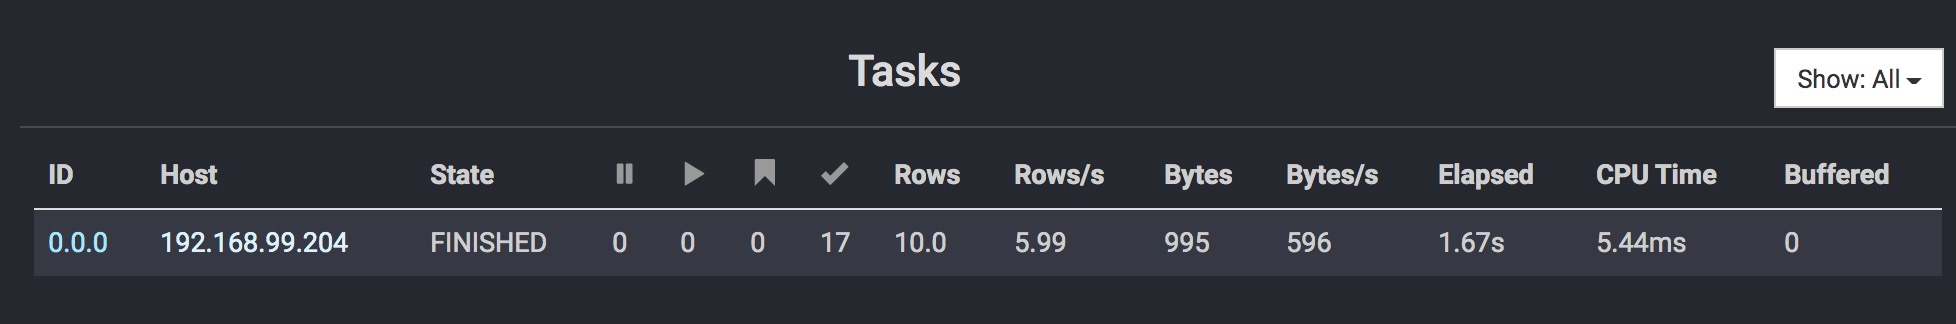 Tasks
Show: All
ID Host State Rows Rows/s Bytes Bytes/s Elapsed CPU Time Buffered
0.0.0 192.168.99.204 FINISHED 0 0 0 17 10.0 5.99 995 596 1.67s 5.44ms 0